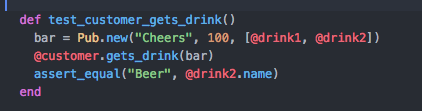 def test_customer_gets_drink()
bar = Pub.new("Cheers", 100, [@drink1, @drink2])
@customer.gets_drink(bar)
assert_equal("Beer", @drink2.name)
end